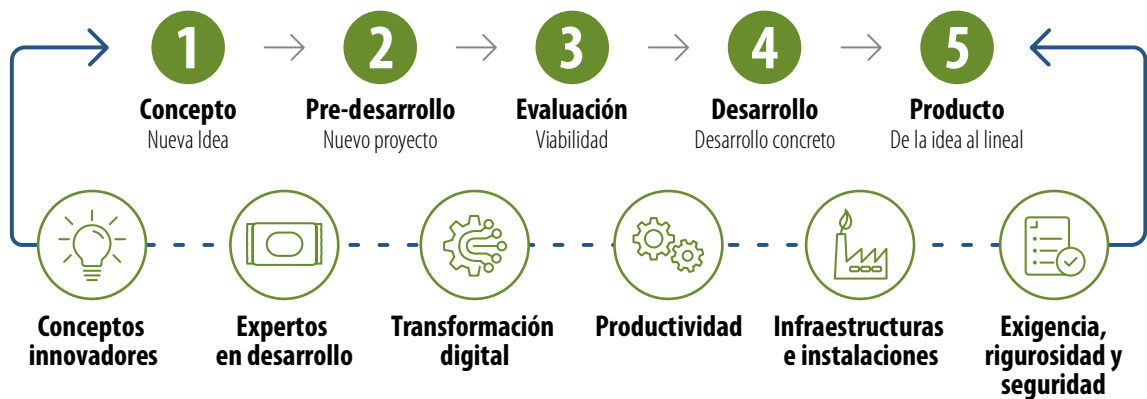 1
2
3
4
5
Concepto
Nueva Idea
Pre-desarrollo
Nuevo proyecto
Evaluación
Viabilidad
Desarrollo
Desarrollo concreto
Producto
De la idea al lineal
Conceptos
innovadores
Expertos
en desarrollo
Transformación
digital
Productividad
Infraestructuras
e instalaciones
Exigencia,
rigurosidad y
seguridad